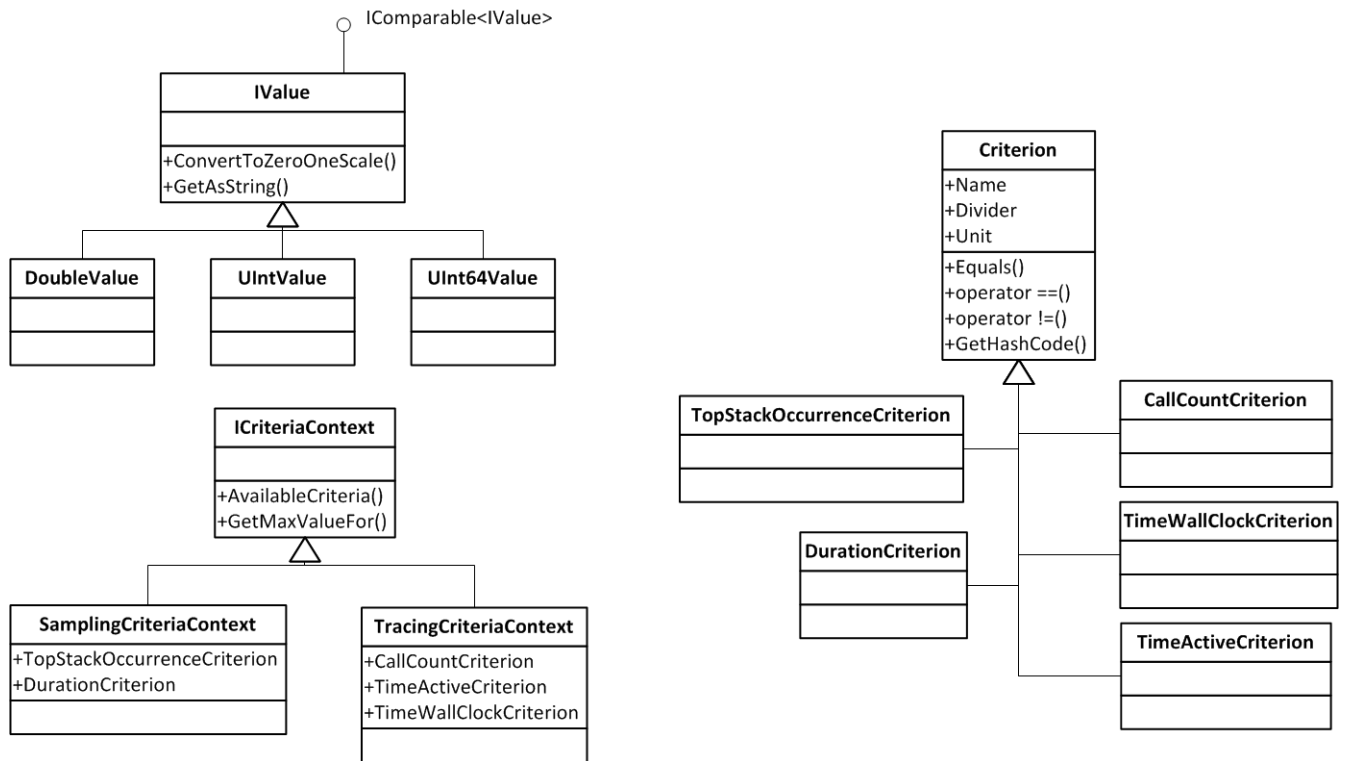 IComparable<IValue>
IValue
+ConvertToZeroOneScale()
+GetAsString()
DoubleValue
UIntValue
UInt64Value
ICriteriaContext
+AvailableCriteria()
+GetMaxValueFor()
SamplingCriteriaContext
+TopStackOccurrenceCriterion
+DurationCriterion
TracingCriteriaContext
+CallCountCriterion
+TimeActiveCriterion
+TimeWallClockCriterion
Criterion
+Name
+Divider
+Unit
+Equals()
+operator ==()
+operator !=()
+GetHashCode()
TopStackOccurrenceCriterion
CallCountCriterion
DurationCriterion
TimeWallClockCriterion
TimeActiveCriterion